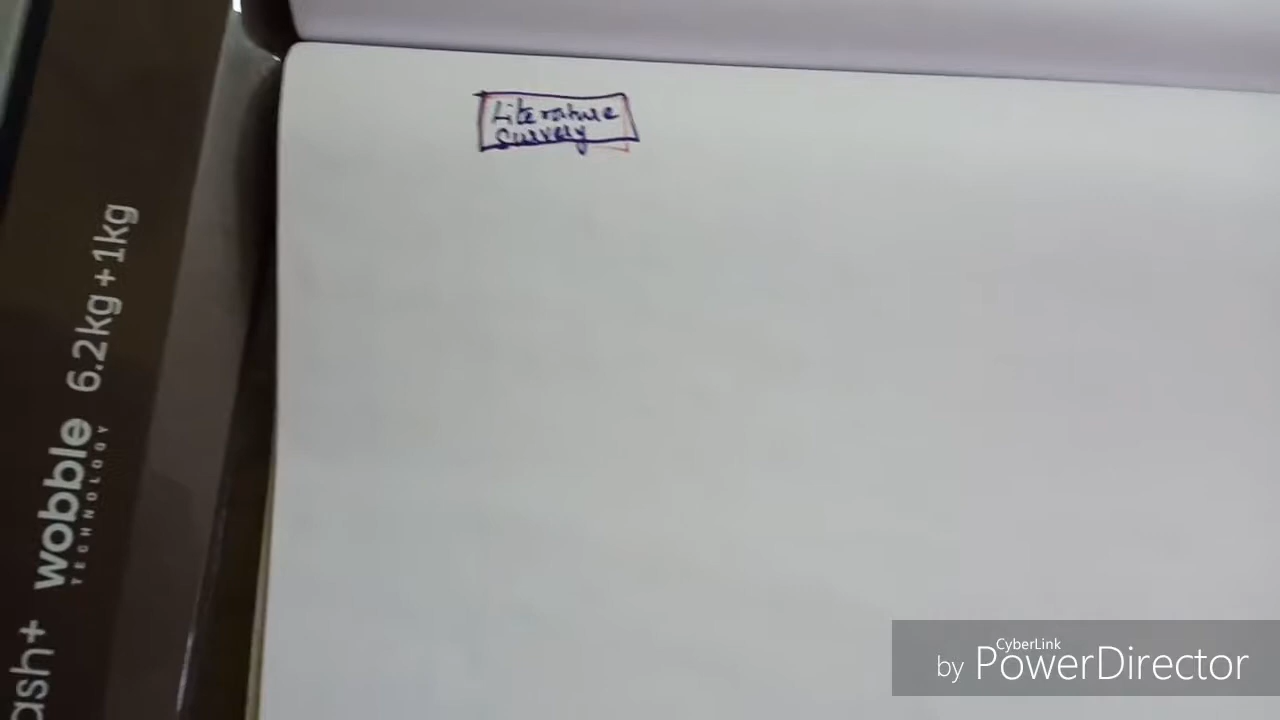 Literature
Survey
ash+ wobble 6.2kg+1kg
TECHNOLOGY
CyberLink
by PowerDirector